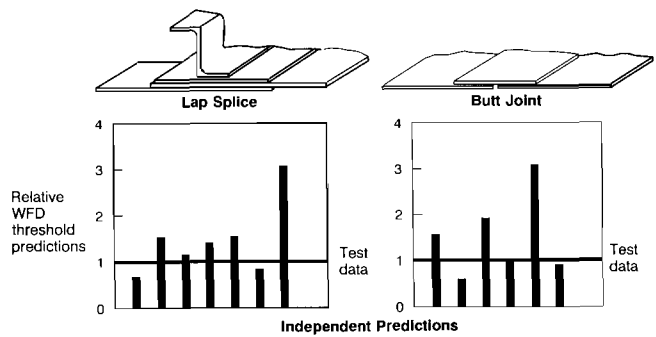 Lap Splice
Butt Joint
4
3
2
1
0
Relative
WFD
threshold
predictions
Test
data
4
3
2
1
0
Test
data
Independent Predictions